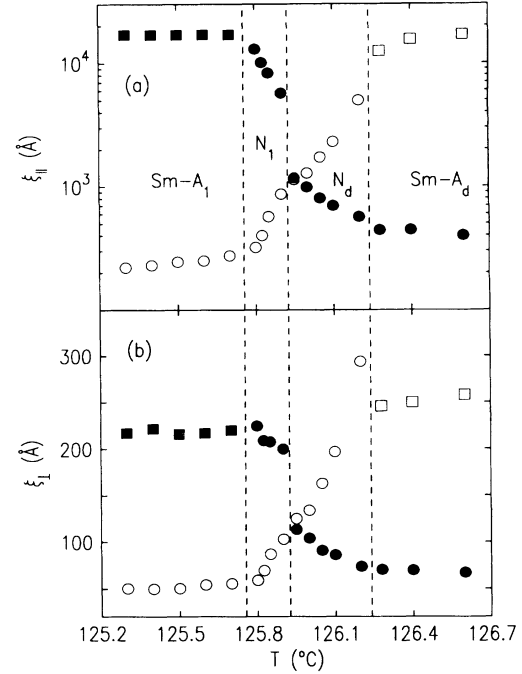 10⁴
(a)
N₁
ξ∥ (Å)
Sm-A₁
N_d
Sm-A_d
10³
(b)
300
ξ⊥ (Å)
200
100
125.2 125.5 125.8 126.1 126.4 126.7
T (°C)